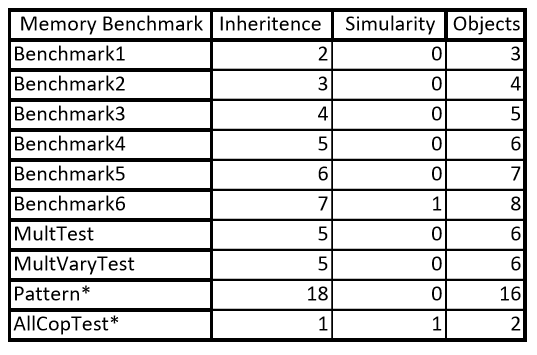 Memory Benchmark Inheritence Simularity Objects
Benchmark1 2 0 3
Benchmark2 3 0 4
Benchmark3 4 0 5
Benchmark4 5 0 6
Benchmark5 6 0 7
Benchmark6 7 1 8
MultTest 5 0 6
MultVaryTest 5 0 6
Pattern* 18 0 16
AllCopTest* 1 1 2